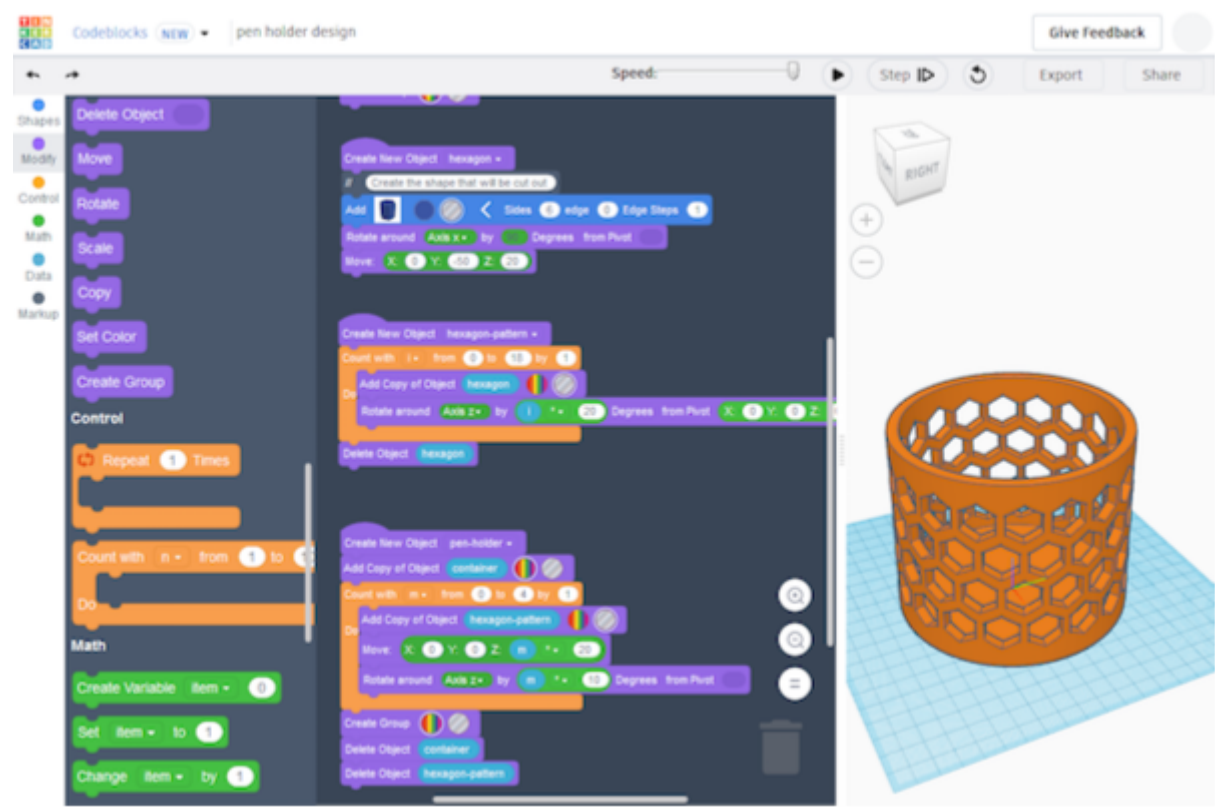 TIN
KER
CAD
Codeblocks NEW
pen holder design
Give Feedback
Speed:
Step
Export
Share
Shapes
Modify
Control
Math
Data
Markup
Delete Object
Move
Rotate
Scale
Copy
Set Color
Create Group
Control
Repeat 1 Times
Count with n from 1 to
Do
Math
Create Variable item 0
Set item to 1
Change item by 1
Create New Object hexagon
// Create the shape that will be cut out
Add Sides 6 edge 0 Edge Steps 1
Rotate around Axis x by Degrees from Pivot
Move: X: 0 Y: -50 Z: 20
Create New Object hexagon-pattern
Count with i from 0 to 18 by 1
Do
Add Copy of Object hexagon
Rotate around Axis z by i * 20 Degrees from Pivot X: 0 Y: 0 Z:
Delete Object hexagon
Create New Object pen-holder
Add Copy of Object container
Count with m from 0 to 4 by 1
Do
Add Copy of Object hexagon-pattern
Move: X: 0 Y: 0 Z: m * 20
Rotate around Axis z by m * 10 Degrees from Pivot
Create Group
Delete Object container
Delete Object hexagon-pattern
RIGHT